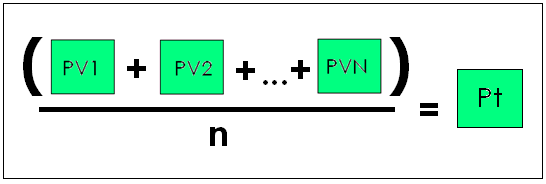 ( PV1 + PV2 + ... + PVN )
n
= Pt